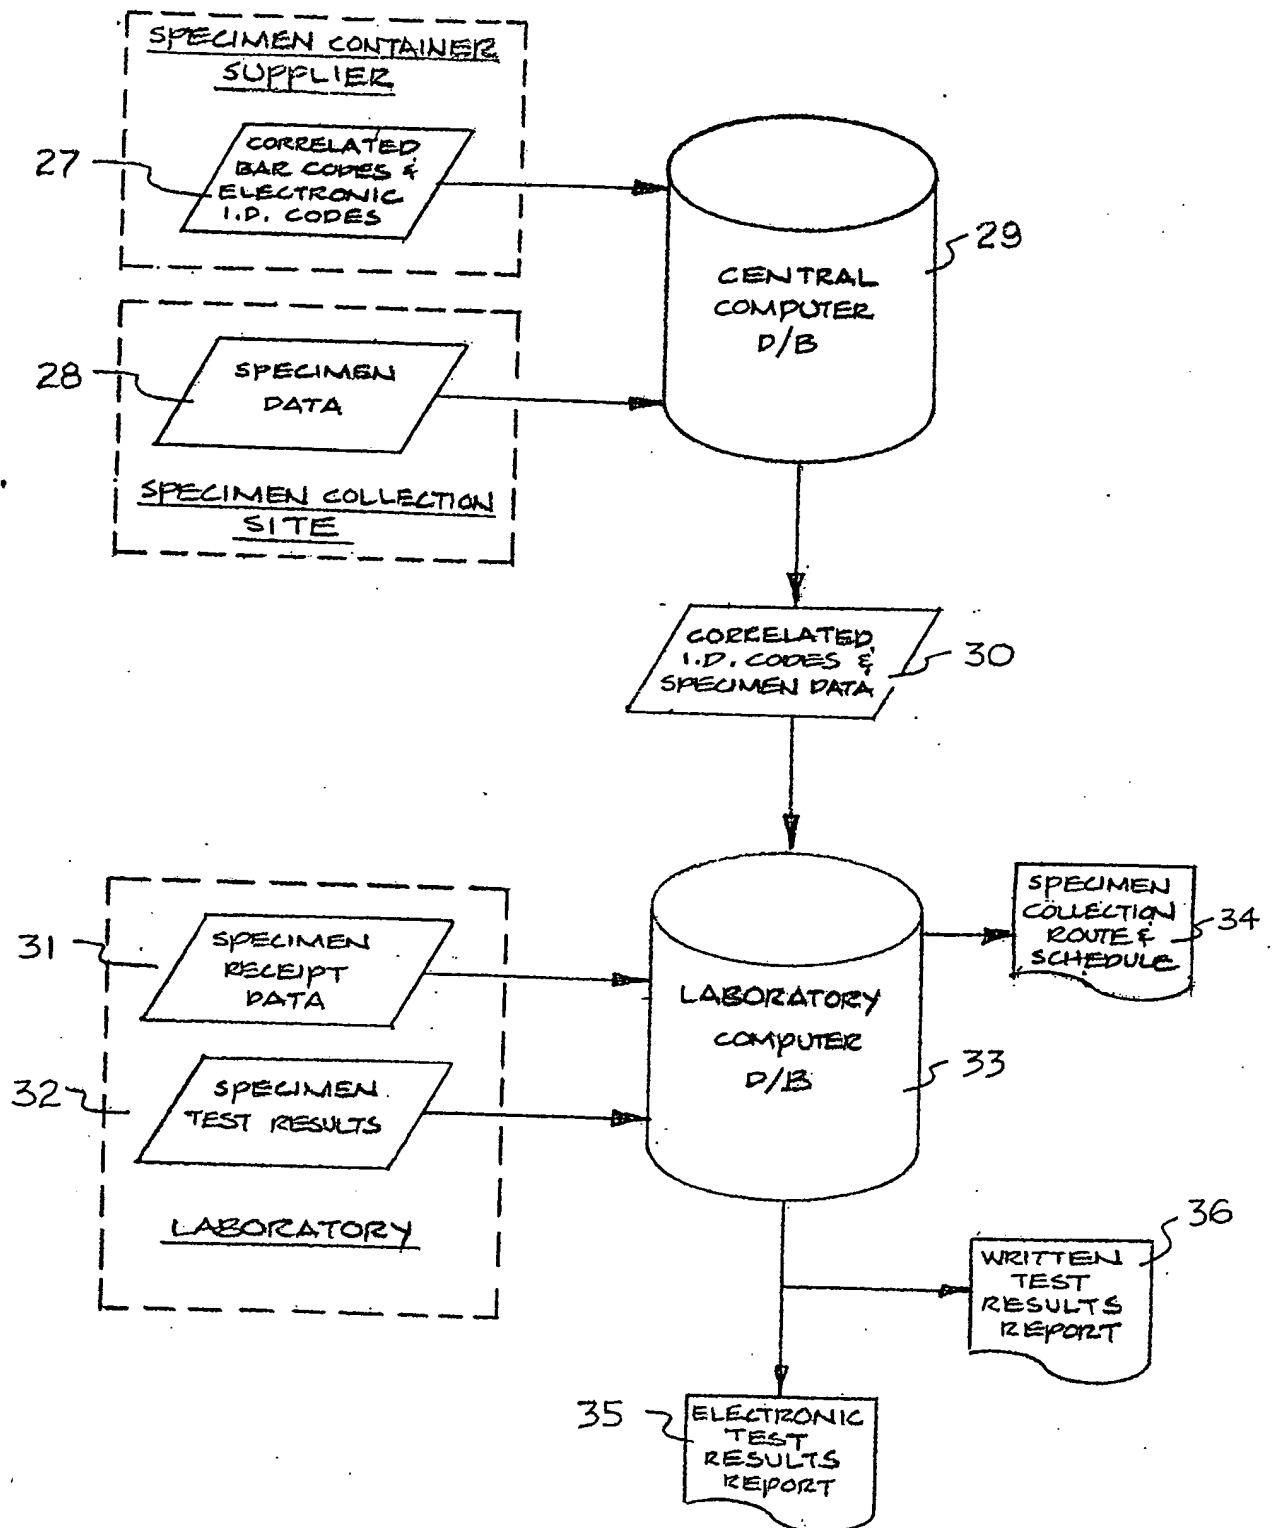 SPECIMEN CONTAINER
SUPPLIER
27
CORRELATED
BAR CODES &
ELECTRONIC
I.D. CODES
28
SPECIMEN
DATA
SPECIMEN COLLECTION
SITE
CENTRAL
COMPUTER
D/B
29
CORRELATED
I.D. CODES &
SPECIMEN DATA
30
31
SPECIMEN
RECEIPT
DATA
32
SPECIMEN
TEST RESULTS
LABORATORY
LABORATORY
COMPUTER
D/B
33
SPECIMEN
COLLECTION
ROUTE &
SCHEDULE
34
36
WRITTEN
TEST
RESULTS
REPORT
35
ELECTRONIC
TEST
RESULTS
REPORT